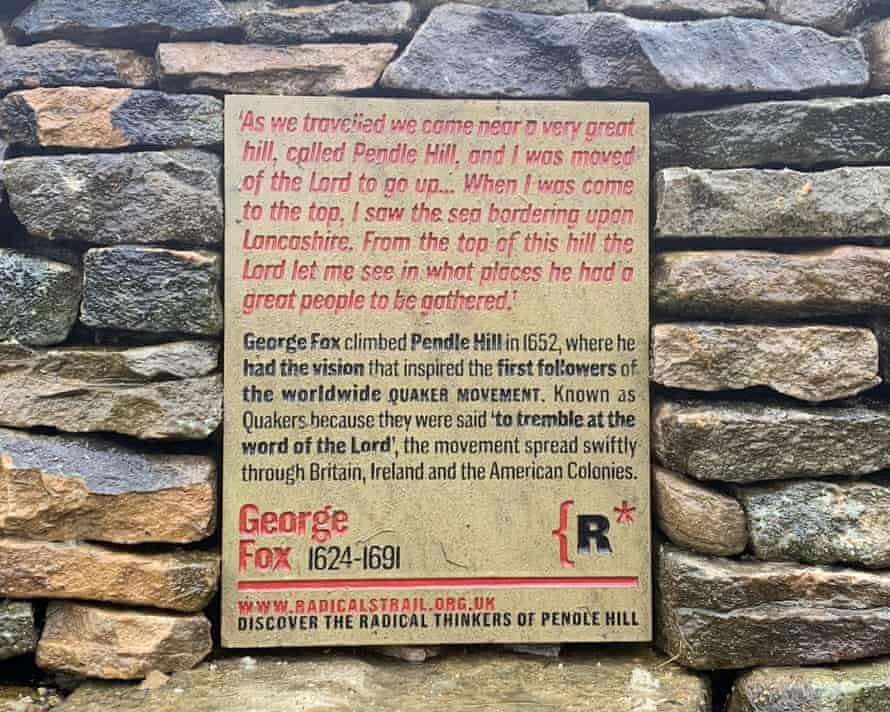 'As we travelled we came near a very great
hill, called Pendle Hill, and I was moved
of the Lord to go up... When I was come
to the top, I saw the sea bordering upon
Lancashire. From the top of this hill the
Lord let me see in what places he had a
great people to be gathered.'
George Fox climbed Pendle Hill in 1652, where he
had the vision that inspired the first followers of
the worldwide QUAKER MOVEMENT. Known as
Quakers because they were said 'to tremble at the
word of the Lord', the movement spread swiftly
through Britain, Ireland and the American Colonies.
George
Fox 1624-1691
{R*
WWW.RADICALSTRAIL.ORG.UK
DISCOVER THE RADICAL THINKERS OF PENDLE HILL